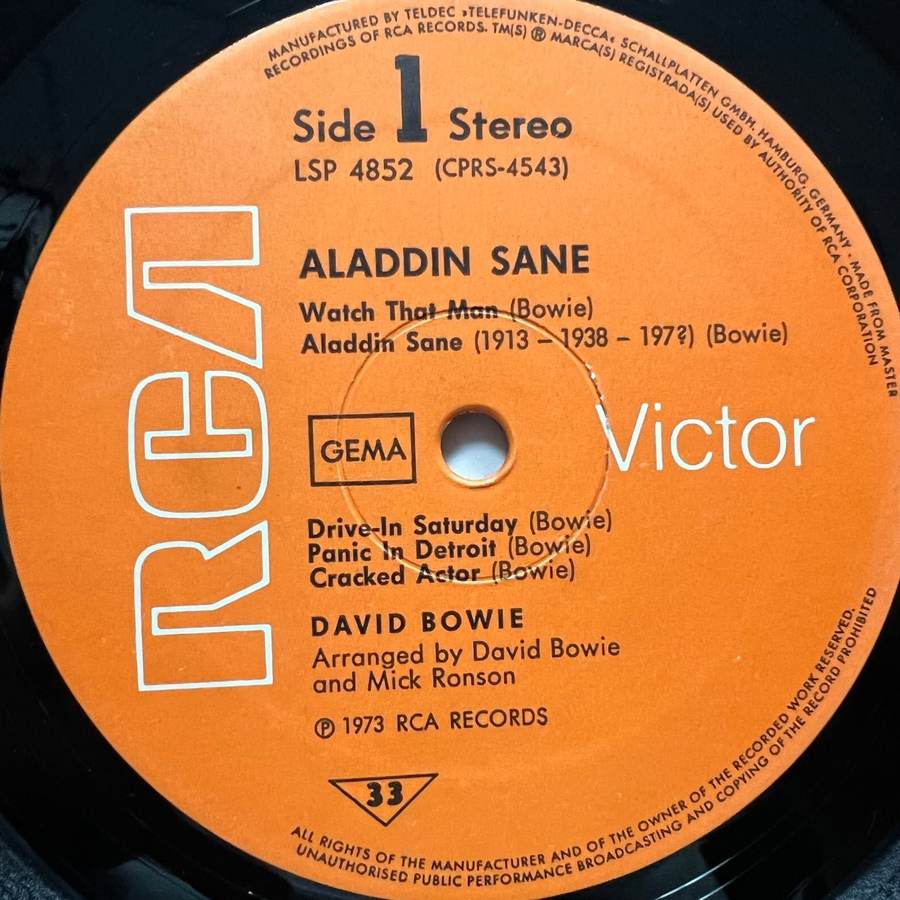 MANUFACTURED BY TELDEC »TELEFUNKEN-DECCA« SCHALLPLATTEN GMBH, HAMBURG, GERMANY · MADE FROM MASTER
RECORDINGS OF RCA RECORDS. TM(S) ® MARCA(S) REGISTRADA(S) USED BY AUTHORITY OF RCA CORPORATION
Side 1 Stereo
LSP 4852 (CPRS-4543)
RCA
ALADDIN SANE
Watch That Man (Bowie)
Aladdin Sane (1913 – 1938 – 197?) (Bowie)
GEMA
Victor
Drive-In Saturday (Bowie)
Panic In Detroit (Bowie)
Cracked Actor (Bowie)
DAVID BOWIE
Arranged by David Bowie
and Mick Ronson
℗ 1973 RCA RECORDS
33
ALL RIGHTS OF THE MANUFACTURER AND OF THE OWNER OF THE RECORDED WORK RESERVED.
UNAUTHORISED PUBLIC PERFORMANCE BROADCASTING AND COPYING OF THE RECORD PROHIBITED